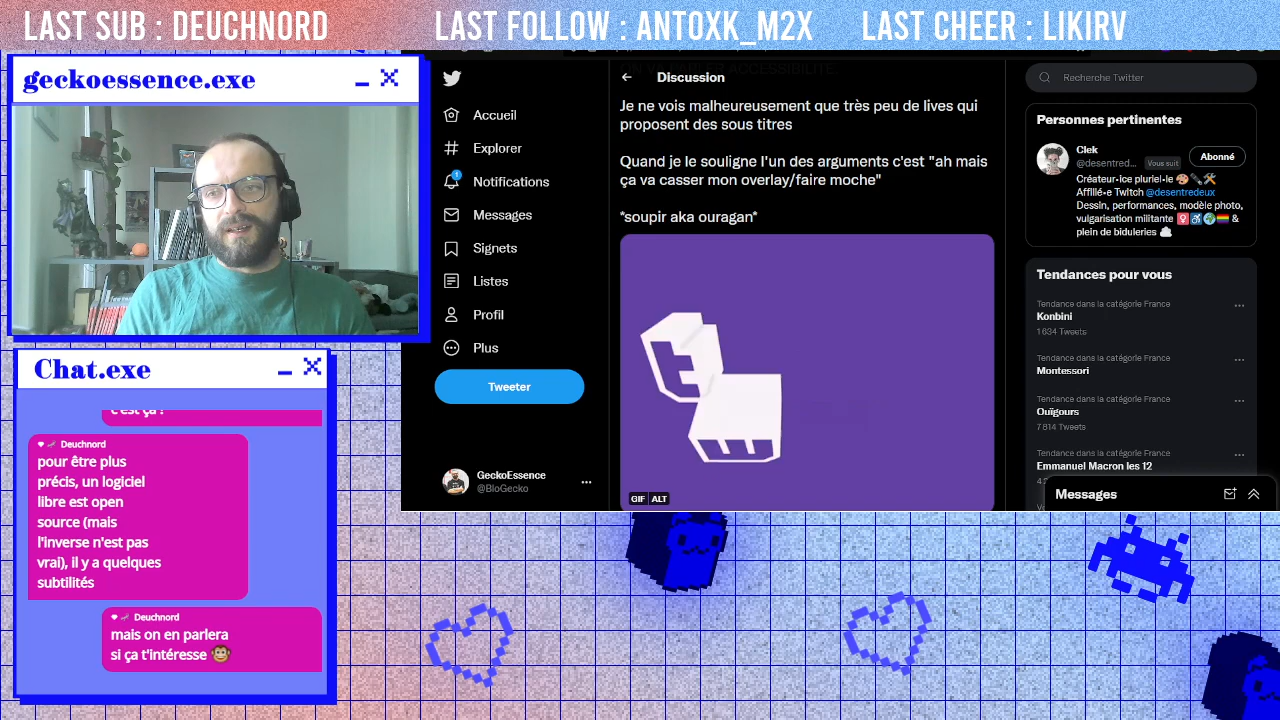 LAST SUB : DEUCHNORD
LAST FOLLOW : ANTOXK_M2X
LAST CHEER : LIKIRV
geckoessence.exe
Chat.exe
c'est ça !
Deuchnord
pour être plus
précis, un logiciel
libre est open
source (mais
l'inverse n'est pas
vrai), il y a quelques
subtilités
Deuchnord
mais on en parlera
si ça t'intéresse 🐵
Accueil
Explorer
1
Notifications
Messages
Signets
Listes
Profil
Plus
Tweeter
GeckoEssence
@BloGecko
ON VA PARLER ACCESSIBILITE.
Discussion
Je ne vois malheureusement que très peu de lives qui
proposent des sous titres
Quand je le souligne l'un des arguments c'est "ah mais
ça va casser mon overlay/faire moche"
*soupir aka ouragan*
GIF ALT
Recherche Twitter
Personnes pertinentes
Clek
@desentred... Vous suit
Abonné
Créateur•ice pluriel•le 🎨🔧🛠
Affilié•e Twitch @desentredeux
Dessin, performances, modèle photo,
vulgarisation militante &
plein de biduleries
Tendances pour vous
Tendance dans la catégorie France
Konbini
1 634 Tweets
Tendance dans la catégorie France
Montessori
Tendance dans la catégorie France
Ouïgours
7 814 Tweets
Tendance dans la catégorie France
Emmanuel Macron les 12
Messages